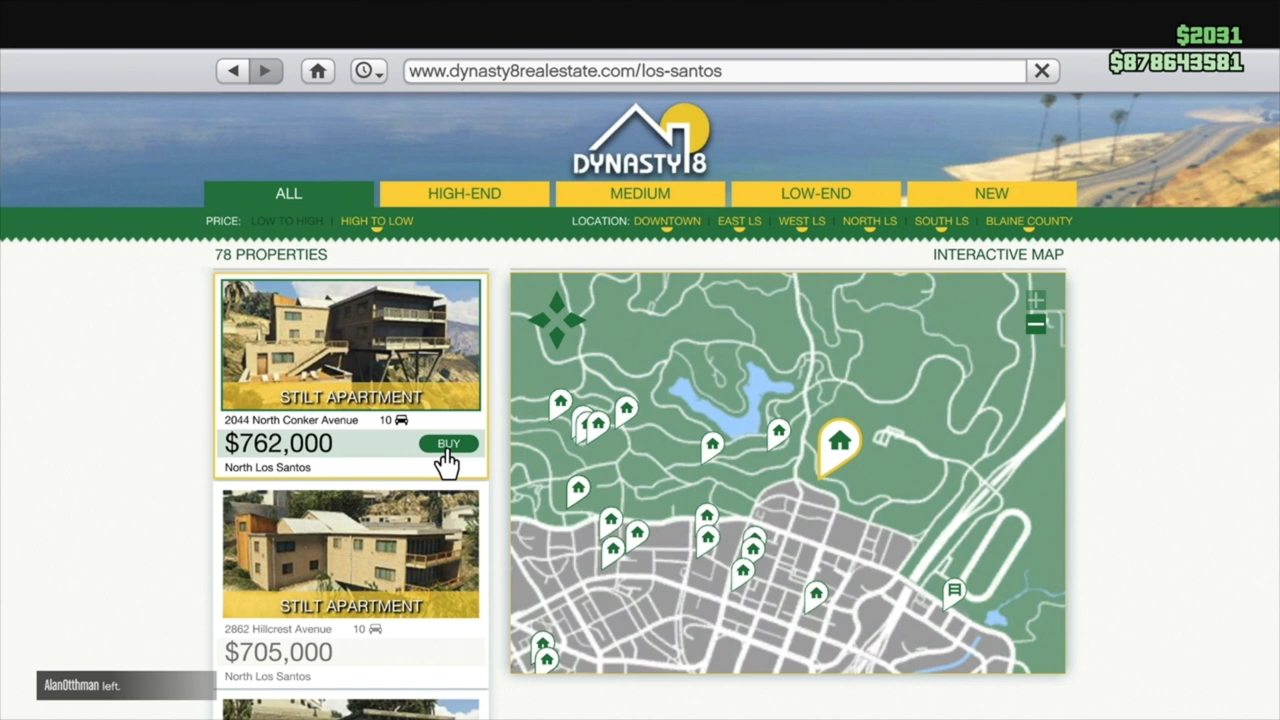 $2031
$878643581
www.dynasty8realestate.com/los-santos
DYNASTY 8
ALL
HIGH-END
MEDIUM
LOW-END
NEW
PRICE: LOW TO HIGH | HIGH TO LOW
LOCATION: DOWNTOWN | EAST LS | WEST LS | NORTH LS | SOUTH LS | BLAINE COUNTY
78 PROPERTIES
INTERACTIVE MAP
STILT APARTMENT
2044 North Conker Avenue 10
$762,000
BUY
North Los Santos
STILT APARTMENT
2862 Hillcrest Avenue 10
$705,000
North Los Santos
AlanOtthman left.